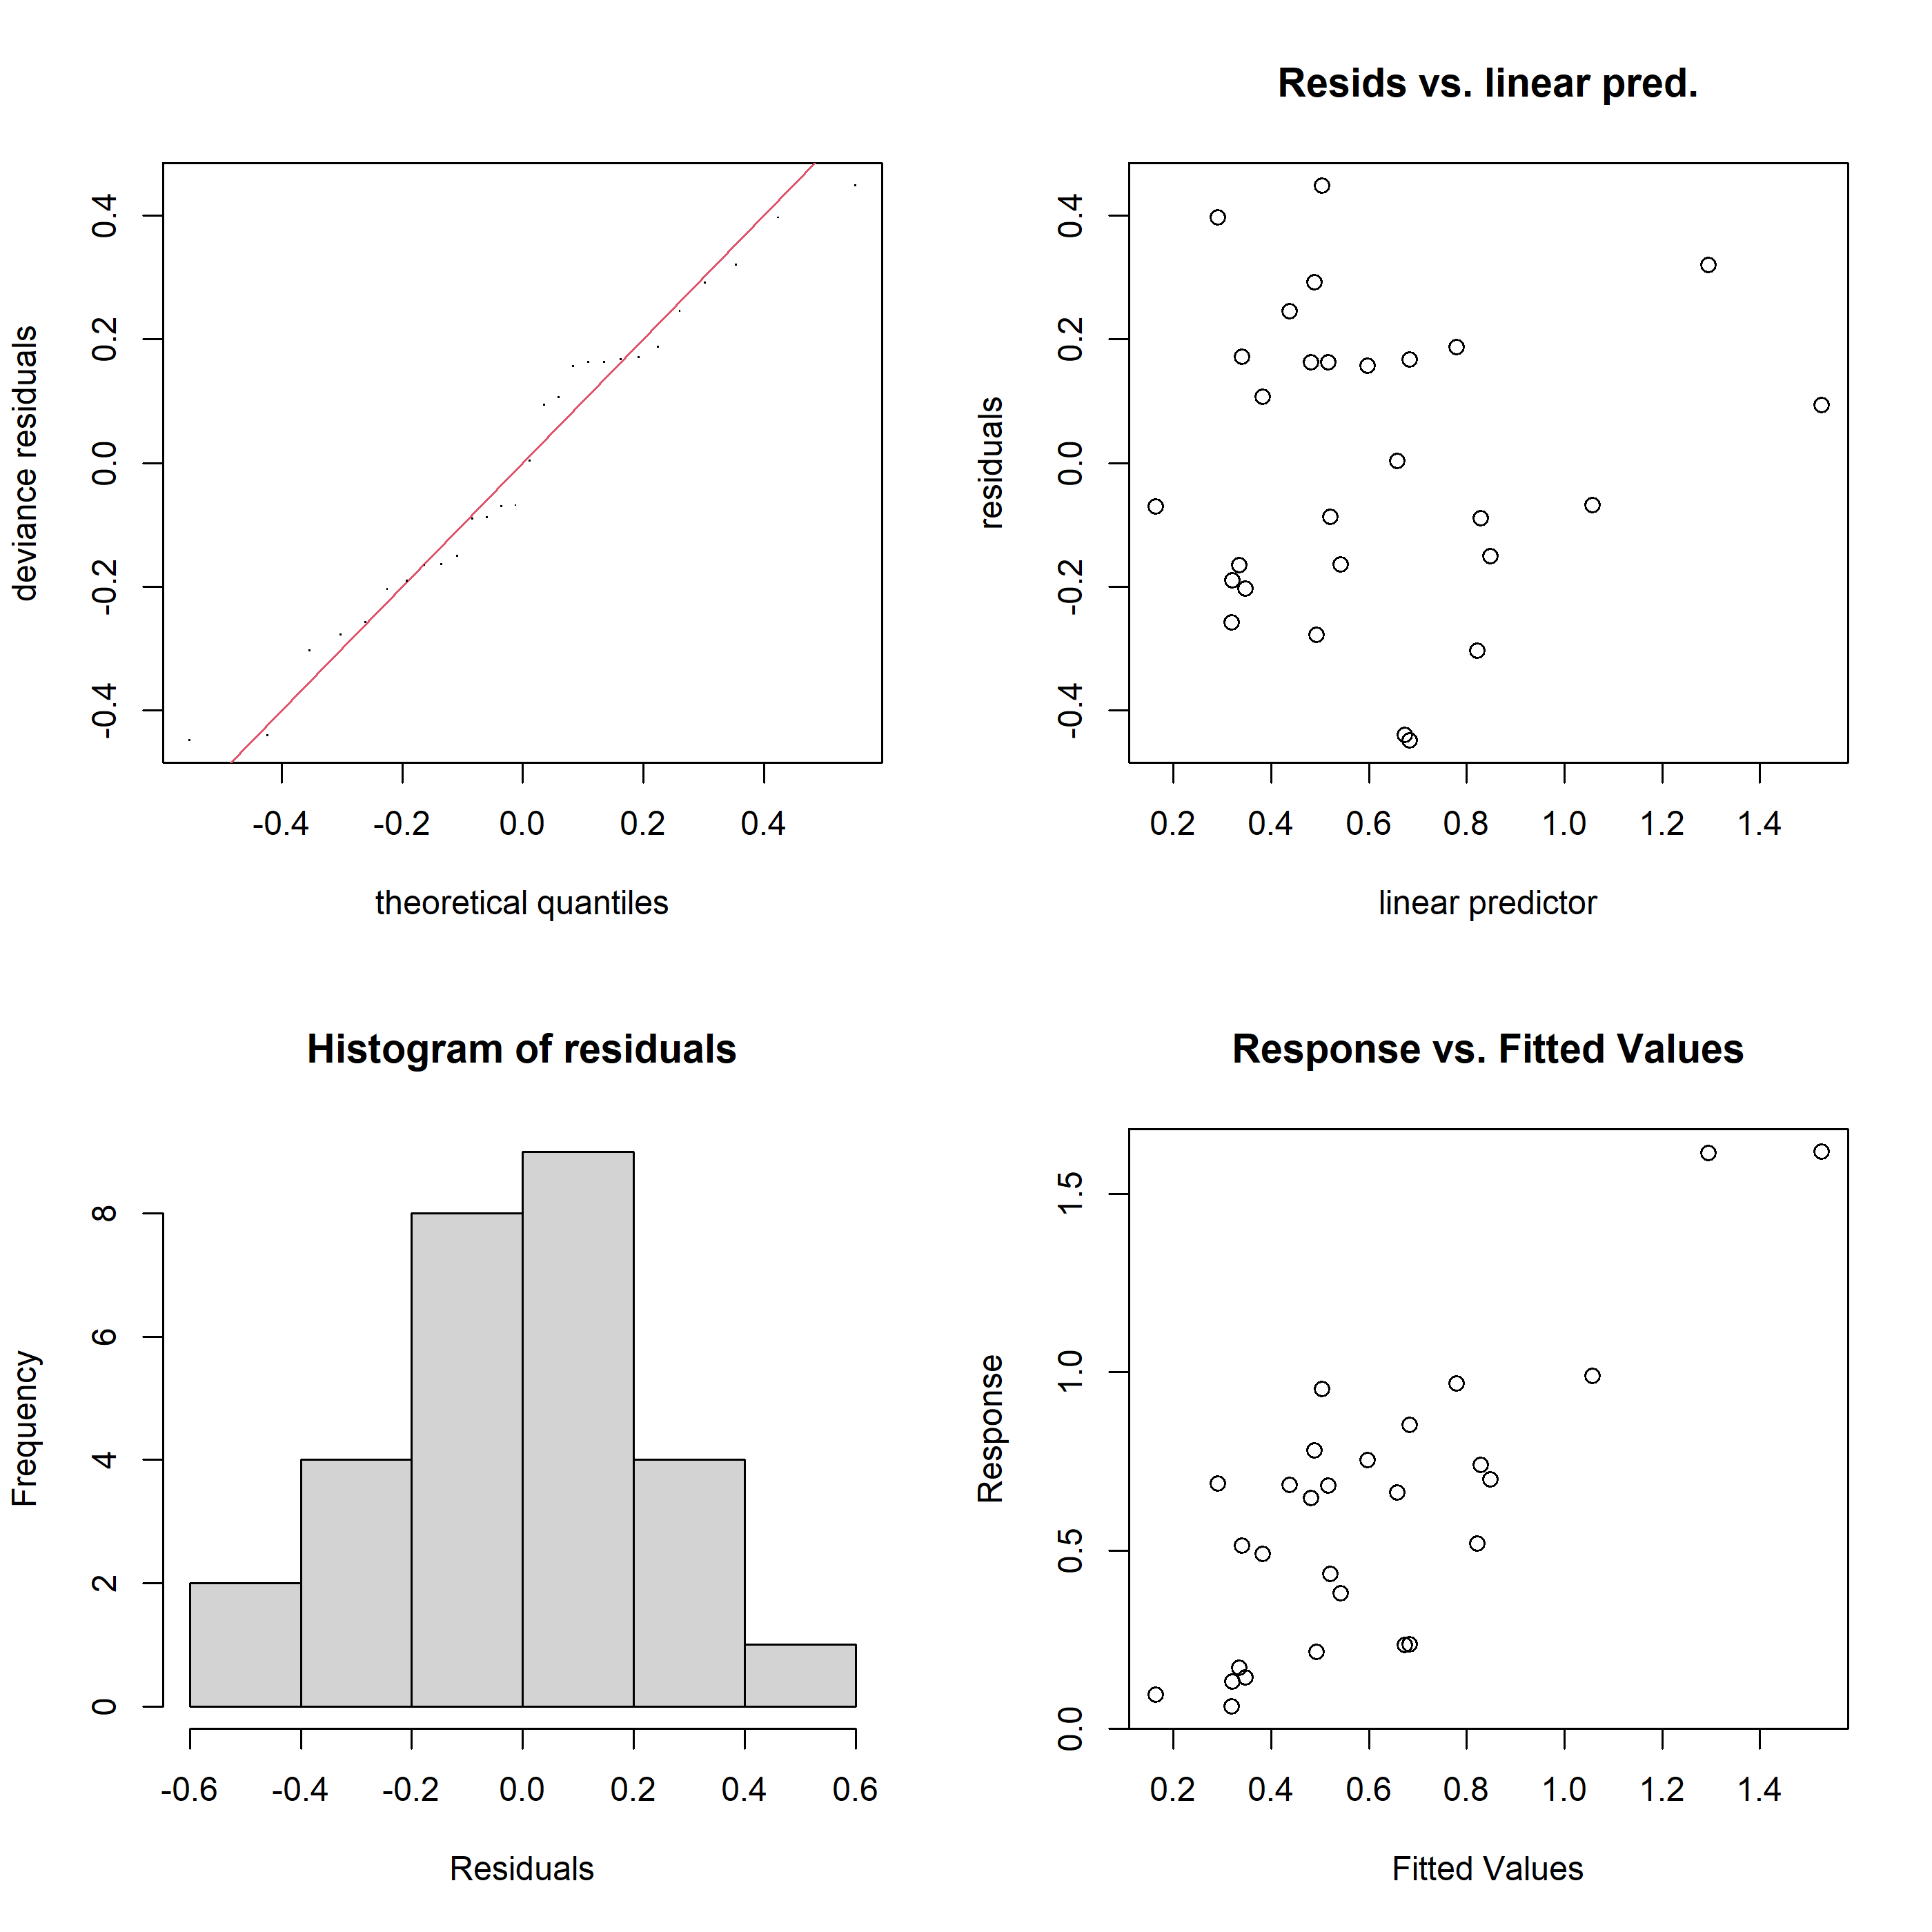 deviance residuals
0.4
0.2
0.0
-0.2
-0.4
-0.4 -0.2 0.0 0.2 0.4
theoretical quantiles
Resids vs. linear pred.
residuals
0.4
0.2
0.0
-0.2
-0.4
0.2 0.4 0.6 0.8 1.0 1.2 1.4
linear predictor
Histogram of residuals
Frequency
8
6
4
2
0
-0.6 -0.4 -0.2 0.0 0.2 0.4 0.6
Residuals
Response vs. Fitted Values
Response
1.5
1.0
0.5
0.0
0.2 0.4 0.6 0.8 1.0 1.2 1.4
Fitted Values